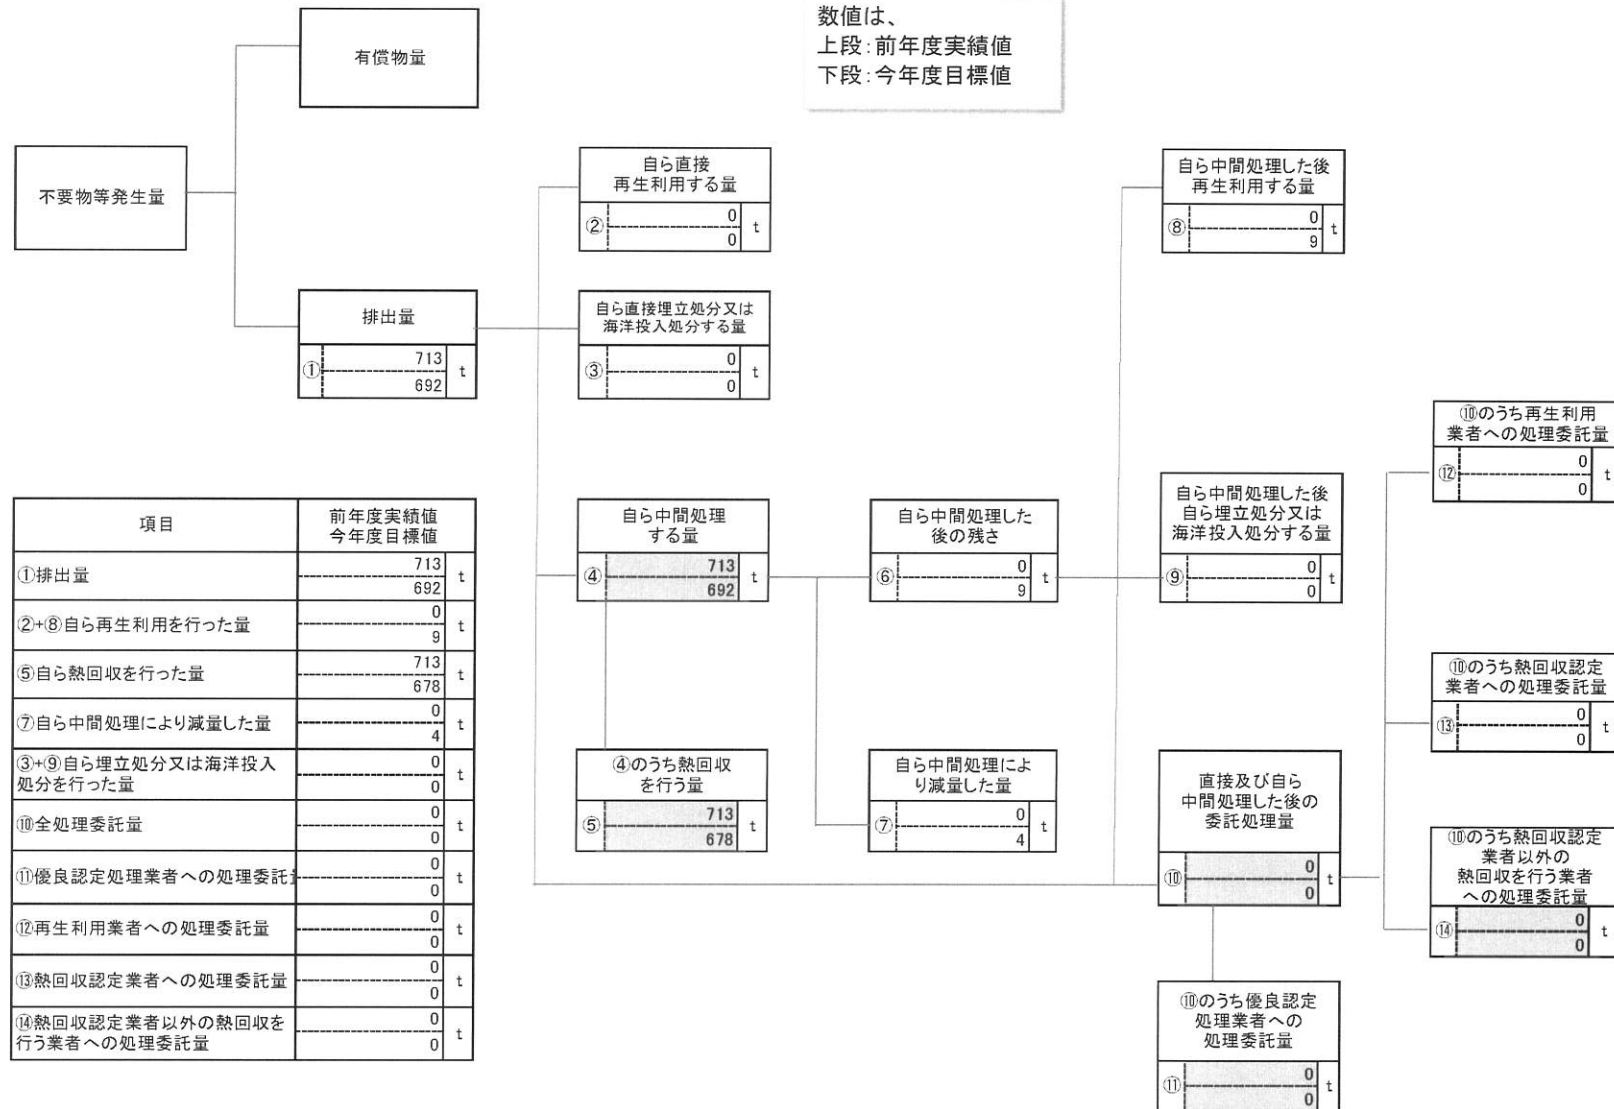 数値は、
上段:前年度実績値
下段:今年度目標値
有償物量
不要物等発生量
排出量
①
713
692
t
自ら直接
再生利用する量
②
0
0
t
自ら直接埋立処分又は
海洋投入処分する量
③
0
0
t
自ら中間処理した後
再生利用する量
⑧
0
9
t
自ら中間処理
する量
④
713
692
t
自ら中間処理した
後の残さ
⑥
0
9
t
自ら中間処理した後
自ら埋立処分又は
海洋投入処分する量
⑨
0
0
t
④のうち熱回収
を行う量
⑤
713
678
t
自ら中間処理によ
り減量した量
⑦
0
4
t
直接及び自ら
中間処理した後の
委託処理量
⑩
0
0
t
⑩のうち優良認定
処理業者への
処理委託量
⑪
0
0
t
⑩のうち再生利用
業者への処理委託量
⑫
0
0
t
⑩のうち熱回収認定
業者への処理委託量
⑬
0
0
t
⑩のうち熱回収認定
業者以外の
熱回収を行う業者
への処理委託量
⑭
0
0
t
項目
前年度実績値
今年度目標値
①排出量
713
692
t
②+⑧自ら再生利用を行った量
0
9
t
⑤自ら熱回収を行った量
713
678
t
⑦自ら中間処理により減量した量
0
4
t
③+⑨自ら埋立処分又は海洋投入
処分を行った量
0
0
t
⑩全処理委託量
0
0
t
⑪優良認定処理業者への処理委託
0
0
t
⑫再生利用業者への処理委託量
0
0
t
⑬熱回収認定業者への処理委託量
0
0
t
⑭熱回収認定業者以外の熱回収を
行う業者への処理委託量
0
0
t